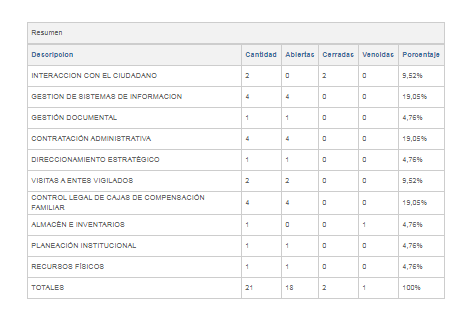 Resumen
Descripcion Cantidad Abiertas Cerradas Vencidas Porcentaje
INTERACCION CON EL CIUDADANO 2 0 2 0 9,52%
GESTION DE SISTEMAS DE INFORMACION 4 4 0 0 19,05%
GESTIÓN DOCUMENTAL 1 1 0 0 4,76%
CONTRATACIÓN ADMINISTRATIVA 4 4 0 0 19,05%
DIRECCIONAMIENTO ESTRATÉGICO 1 1 0 0 4,76%
VISITAS A ENTES VIGILADOS 2 2 0 0 9,52%
CONTROL LEGAL DE CAJAS DE COMPENSACIÓN
FAMILIAR 4 4 0 0 19,05%
ALMACÉN E INVENTARIOS 1 0 0 1 4,76%
PLANEACIÓN INSTITUCIONAL 1 1 0 0 4,76%
RECURSOS FÍSICOS 1 1 0 0 4,76%
TOTALES 21 18 2 1 100%